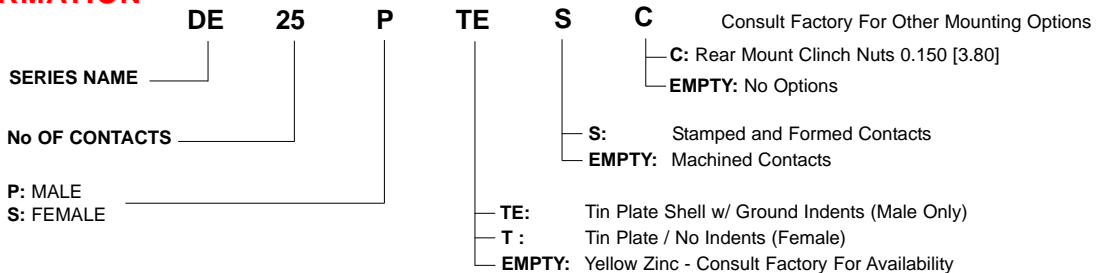 DE 25 P TE S C
Consult Factory For Other Mounting Options
C: Rear Mount Clinch Nuts 0.150 [3.80]
EMPTY: No Options
SERIES NAME
No OF CONTACTS
S: Stamped and Formed Contacts
EMPTY: Machined Contacts
P: MALE
S: FEMALE
TE: Tin Plate Shell w/ Ground Indents (Male Only)
T : Tin Plate / No Indents (Female)
EMPTY: Yellow Zinc - Consult Factory For Availability